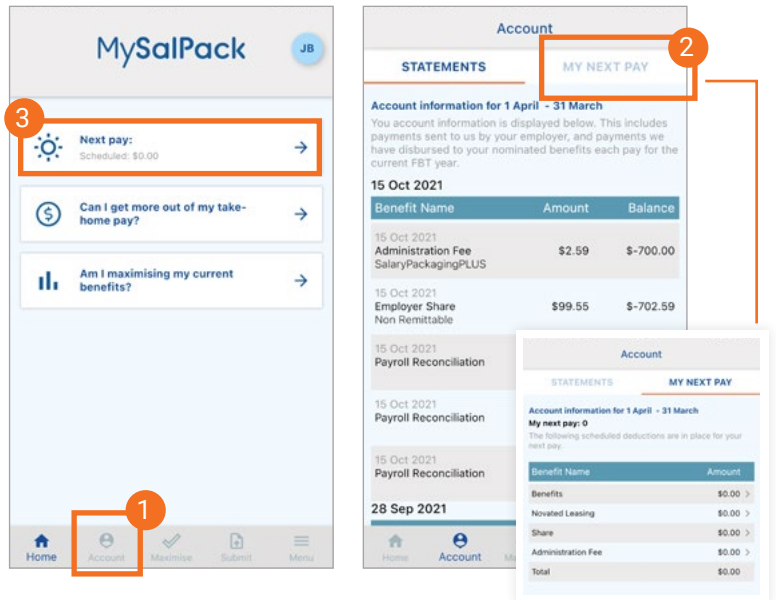 MySalPack
JB
3
Next pay:
Scheduled: $0.00
Can I get more out of my take-
home pay?
Am I maximising my current
benefits?
1
Home
Account
Maximise
Submit
Menu
Account
2
STATEMENTS
MY NEXT PAY
Account information for 1 April - 31 March
You account information is displayed below. This includes
payments sent to us by your employer, and payments we
have disbursed to your nominated benefits each pay for the
current FBT year.
15 Oct 2021
Benefit Name Amount Balance
15 Oct 2021
Administration Fee $2.59 $-700.00
SalaryPackagingPLUS
15 Oct 2021
Employer Share $99.55 $-702.59
Non Remittable
15 Oct 2021
Payroll Reconciliation
15 Oct 2021
Payroll Reconciliation
15 Oct 2021
Payroll Reconciliation
28 Sep 2021
Home
Account
Account
STATEMENTS
MY NEXT PAY
Account information for 1 April - 31 March
My next pay: 0
The following scheduled deductions are in place for your
next pay.
Benefit Name Amount
Benefits $0.00
Novated Leasing $0.00
Share $0.00
Administration Fee $0.00
Total $0.00